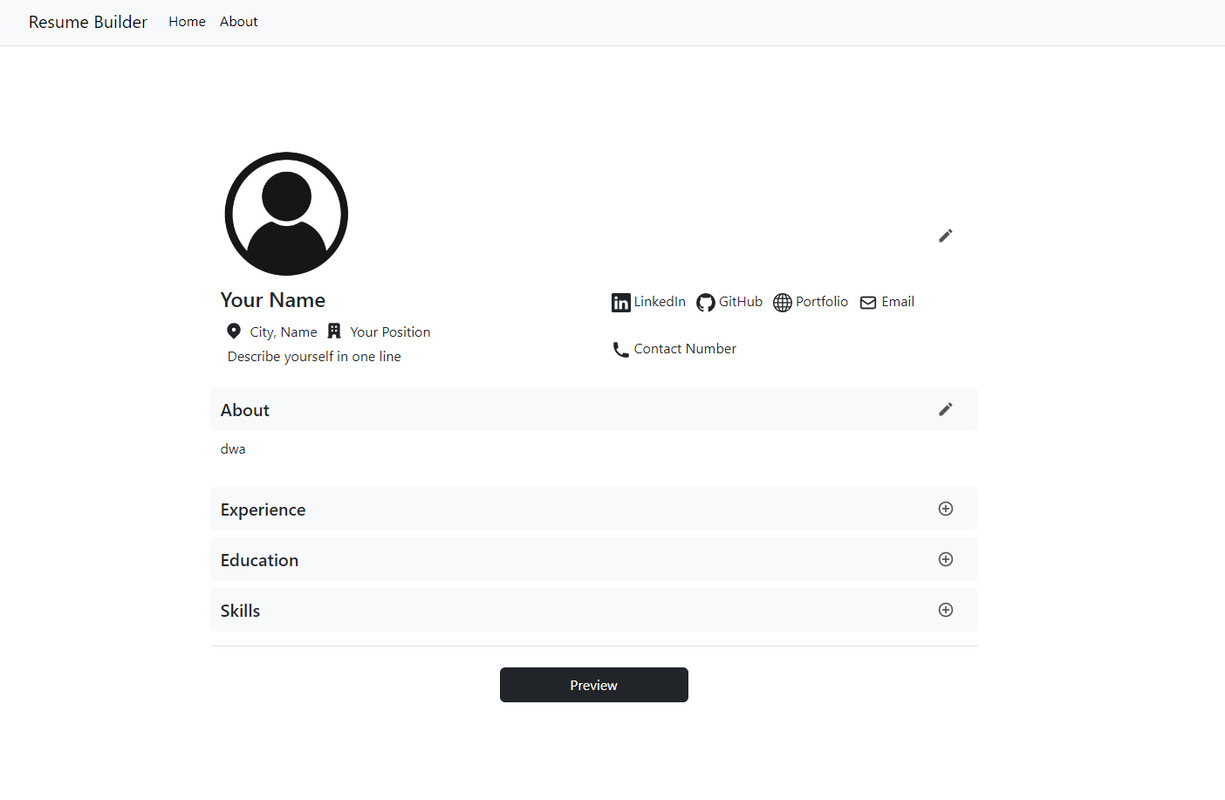 Resume Builder Home About
Your Name
City, Name Your Position
Describe yourself in one line
LinkedIn GitHub Portfolio Email
Contact Number
About
dwa
Experience
Education
Skills
Preview